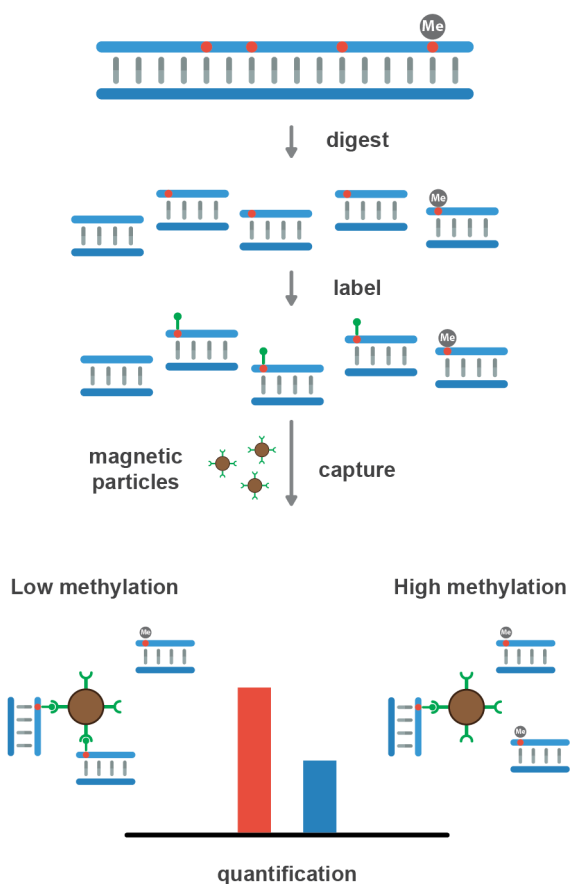 Me
digest
Me
label
Me
magnetic
particles
capture
Low methylation
High methylation
Me
Me
Me
quantification